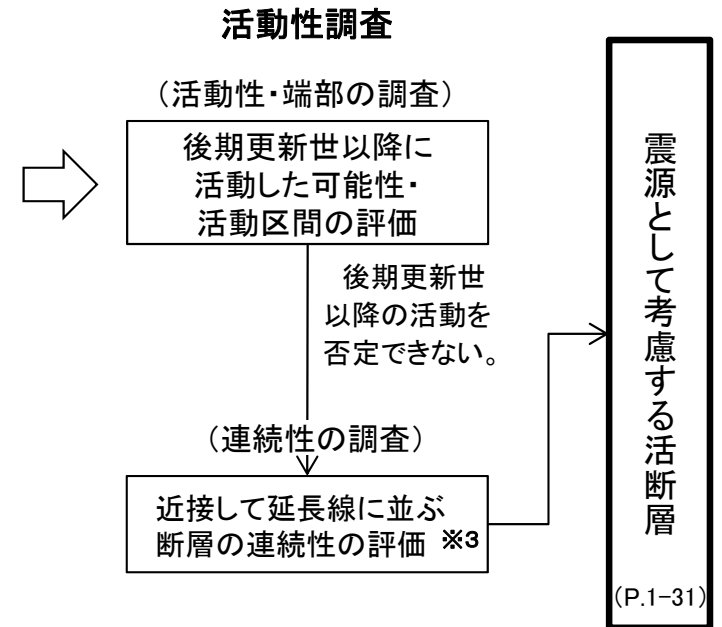 活動性調査
（活動性・端部の調査）
後期更新世以降に
活動した可能性・
活動区間の評価
後期更新世
以降の活動を
否定できない。
（連続性の調査）
近接して延長線に並ぶ
断層の連続性の評価 ※3
震源として考慮する活断層
（P.1-31）